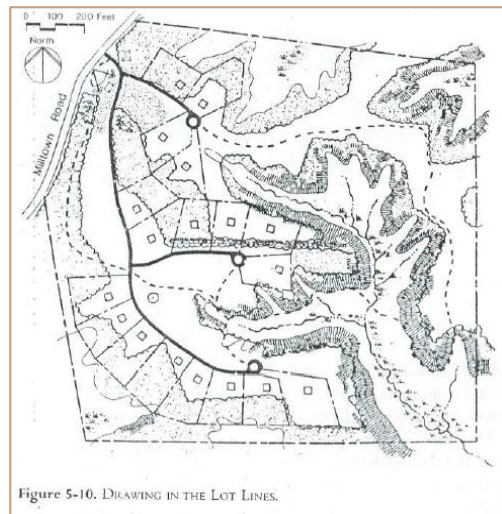 0 100 200 Feet
North
Milltown Road
Figure 5-10. DRAWING IN THE LOT LINES.